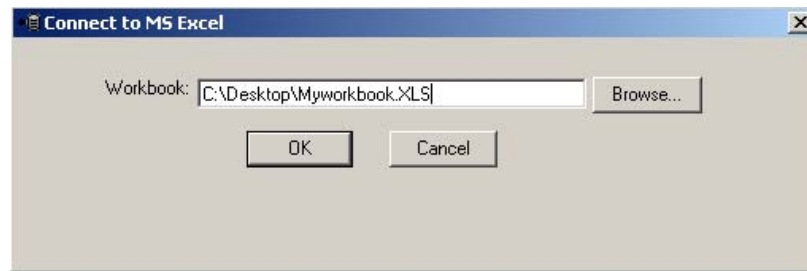 Connect to MS Excel
Workbook: C:\Desktop\Myworkbook.XLS Browse...
OK Cancel